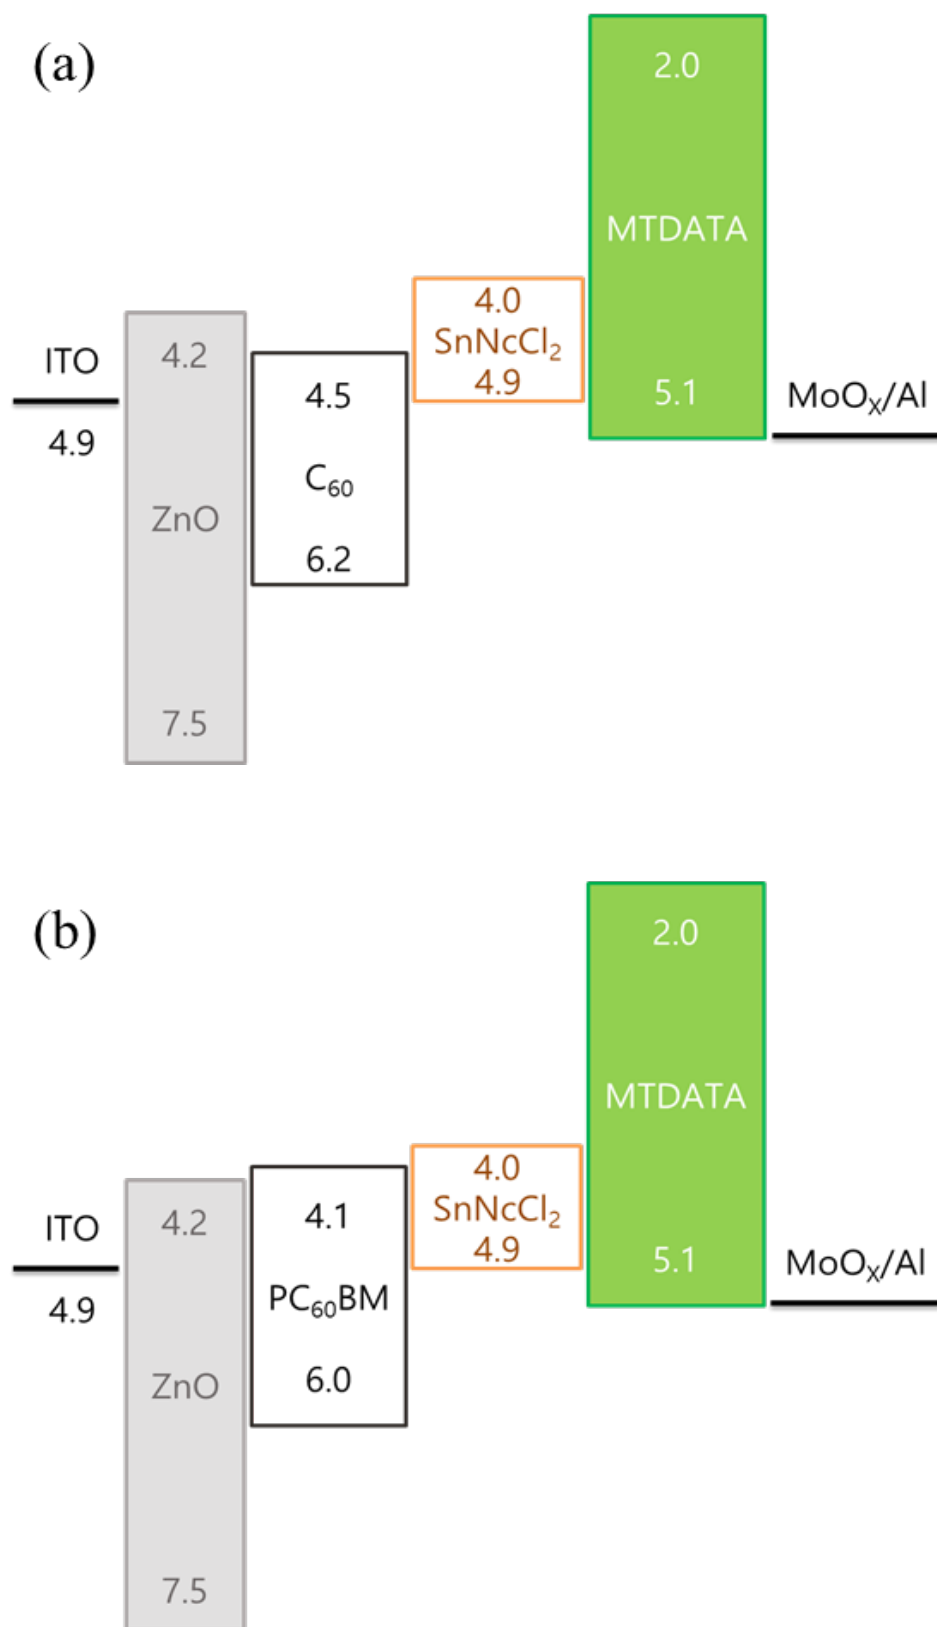 (a)
2.0
MTDATA
5.1
4.0
SnNcCl₂
4.9
ITO
4.9
4.2
ZnO
7.5
4.5
C₆₀
6.2
MoOₓ/Al
(b)
2.0
MTDATA
5.1
4.0
SnNcCl₂
4.9
ITO
4.9
4.2
ZnO
7.5
4.1
PC₆₀BM
6.0
MoOₓ/Al